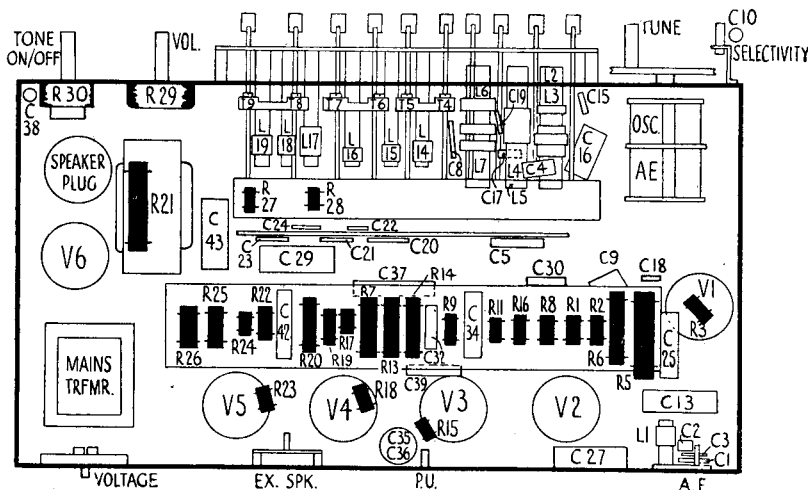 TONE ON/OFF
VOL.
TUNE
C10
SELECTIVITY
R30
R29
C 38
T9
T8
T7
T6
T5
T4
L6
C19
L2
L3
C15
OSC.
AE
L 19
L 18
L17
L 16
L 15
L 14
C8
L7
C17
L4
L5
C4
C 16
SPEAKER PLUG
R21
R 27
R 28
V6
C 43
C24
C22
C 23
C21
C20
C5
C29
C37
R14
C30
C9
C18
V1
R3
R25
R22
C 42
R7
R9
C 34
R11
R16
R8
R1
R2
C 25
R26
R24
R20
R19
R17
R13
C32
R6
R5
C39
MAINS TRFMR.
V5
R23
V4
R18
V3
R15
V2
C13
L1
C2
C3
C1
C35
C36
C27
VOLTAGE
EX. SPK.
P.U.
A.E